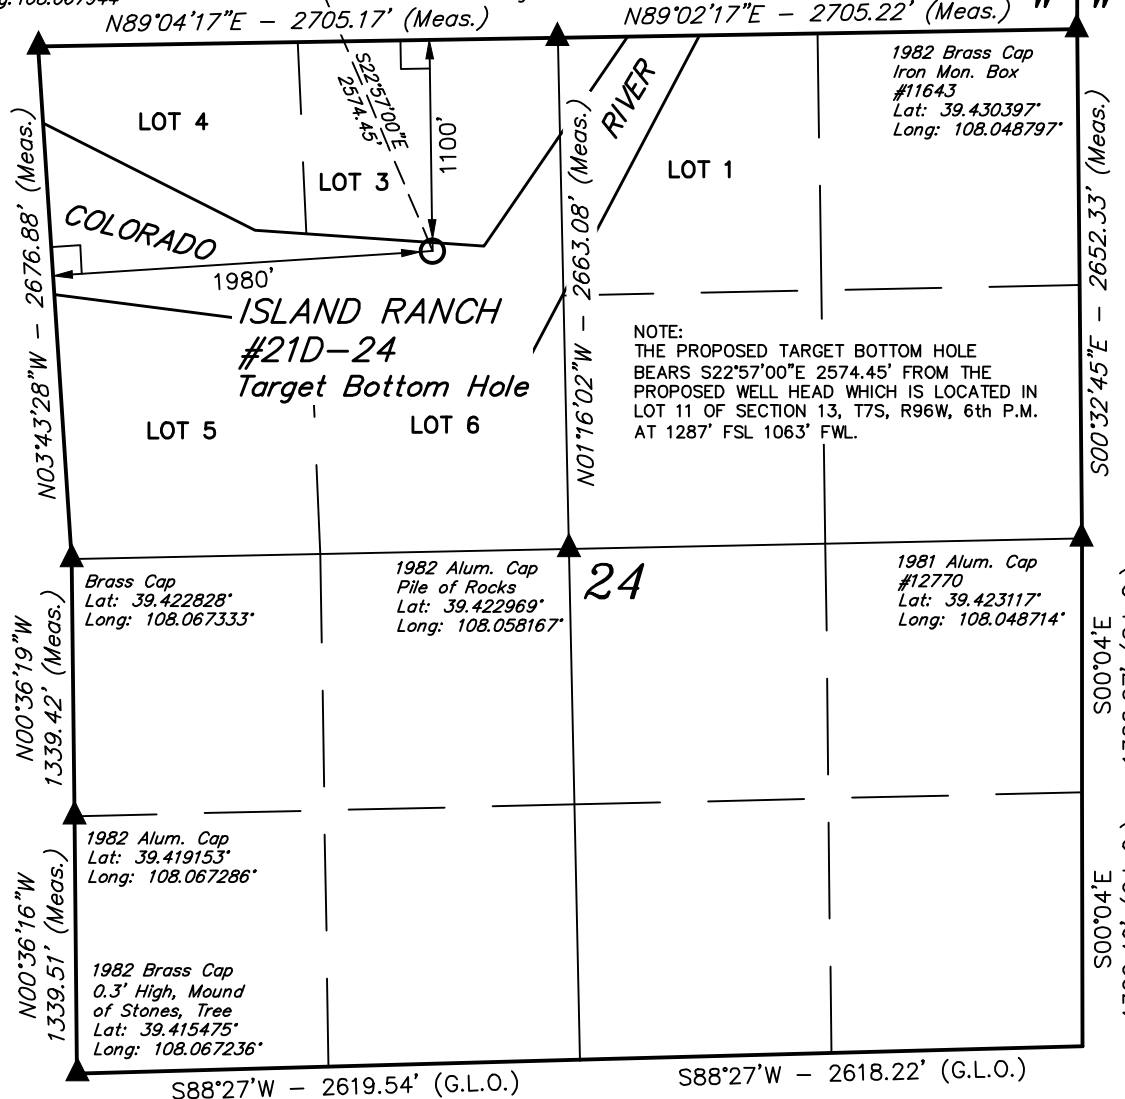 N89°04'17"E - 2705.17' (Meas.)
N89°02'17"E - 2705.22' (Meas.)
1982 Brass Cap
Iron Mon. Box
#11643
Lat: 39.430397°
Long: 108.048797°
LOT 4
S22°57'00"E
2574.45'
1100'
RIVER
LOT 3
LOT 1
N03°43'28"W - 2676.88' (Meas.)
COLORADO
1980'
N01°16'02"W - 2663.08' (Meas.)
S00°32'45"E - 2652.33' (Meas.)
ISLAND RANCH
#21D-24
Target Bottom Hole
NOTE:
THE PROPOSED TARGET BOTTOM HOLE
BEARS S22°57'00"E 2574.45' FROM THE
PROPOSED WELL HEAD WHICH IS LOCATED IN
LOT 11 OF SECTION 13, T7S, R96W, 6th P.M.
AT 1287' FSL 1063' FWL.
LOT 5
LOT 6
Brass Cap
Lat: 39.422828°
Long: 108.067333°
1982 Alum. Cap
Pile of Rocks
Lat: 39.422969°
Long: 108.058167°
24
1981 Alum. Cap
#12770
Lat: 39.423117°
Long: 108.048714°
N00°36'19"W
1339.42' (Meas.)
S00°04'E
1982 Alum. Cap
Lat: 39.419153°
Long: 108.067286°
N00°36'16"W
1339.51' (Meas.)
S00°04'E
1982 Brass Cap
0.3' High, Mound
of Stones, Tree
Lat: 39.415475°
Long: 108.067236°
S88°27'W - 2619.54' (G.L.O.)
S88°27'W - 2618.22' (G.L.O.)